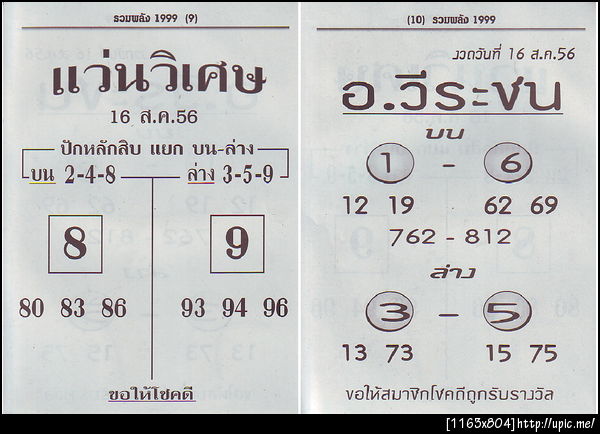 รวมพลัง 1999 (9)
แว่นวิเศษ
16 ส.ค.56
ปักหลักสิบ แยก บน-ล่าง
บน 2-4-8 ล่าง 3-5-9
8 9
80 83 86 93 94 96
ขอให้โชคดี
(10) รวมพลัง 1999
งวดวันที่ 16 ส.ค.56
อ.วีระชน
บน
1 - 6
12 19 62 69
762 - 812
ล่าง
3 - 5
13 73 15 75
ขอให้สมาชิกโชคดีถูกรับรางวัล
[1163x804]http://upic.me/